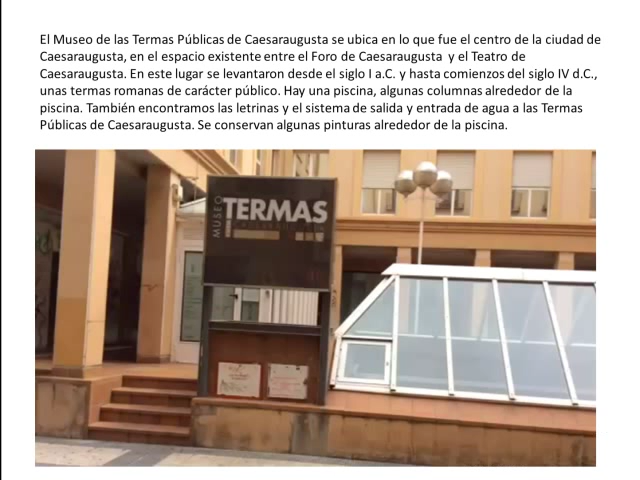 El Museo de las Termas Públicas de Caesaraugusta se ubica en lo que fue el centro de la ciudad de
Caesaraugusta, en el espacio existente entre el Foro de Caesaraugusta y el Teatro de
Caesaraugusta. En este lugar se levantaron desde el siglo I a.C. y hasta comienzos del siglo IV d.C.,
unas termas romanas de carácter público. Hay una piscina, algunas columnas alrededor de la
piscina. También encontramos las letrinas y el sistema de salida y entrada de agua a las Termas
Públicas de Caesaraugusta. Se conservan algunas pinturas alrededor de la piscina.
MUSEO
TERMAS